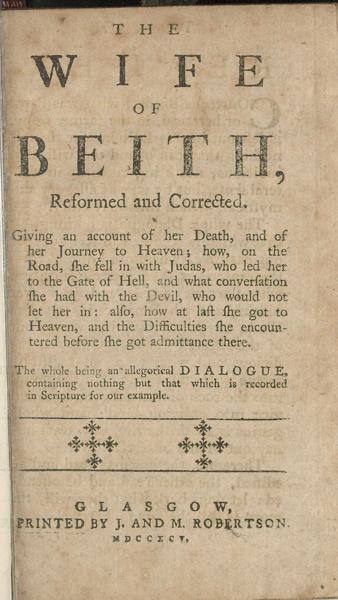 THE
WIFE
OF
BEITH,
Reformed and Corrected.
Giving an account of her Death, and of
her Journey to Heaven; how, on the
Road, ſhe fell in with Judas, who led her
to the Gate of Hell, and what converſation
ſhe had with the Devil, who would not
let her in: alſo, how at laſt ſhe got to
Heaven, and the Difficulties ſhe encoun-
tered before ſhe got admittance there.
The whole being an allegorical DIALOGUE,
containing nothing but that which is recorded
in Scripture for our example.
GLASGOW,
PRINTED BY J. AND M. ROBERTSON.
MDCCXCV,